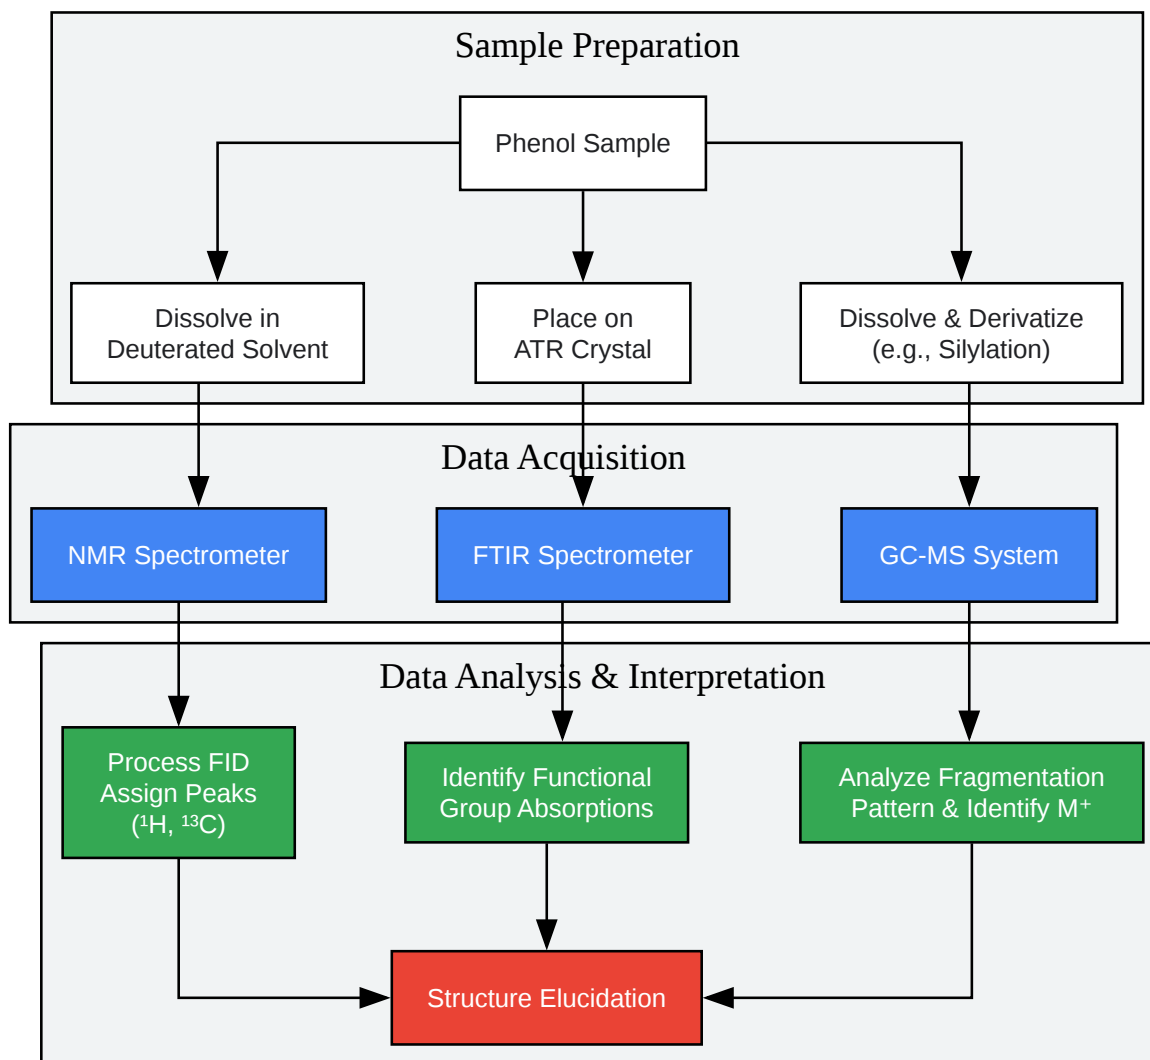 Sample Preparation
Phenol Sample
Dissolve in
Deuterated Solvent
Place on
ATR Crystal
Dissolve & Derivatize
(e.g., Silylation)
Data Acquisition
NMR Spectrometer
FTIR Spectrometer
GC-MS System
Data Analysis & Interpretation
Process FID
Assign Peaks
(¹H, ¹³C)
Identify Functional
Group Absorptions
Analyze Fragmentation
Pattern & Identify M⁺
Structure Elucidation